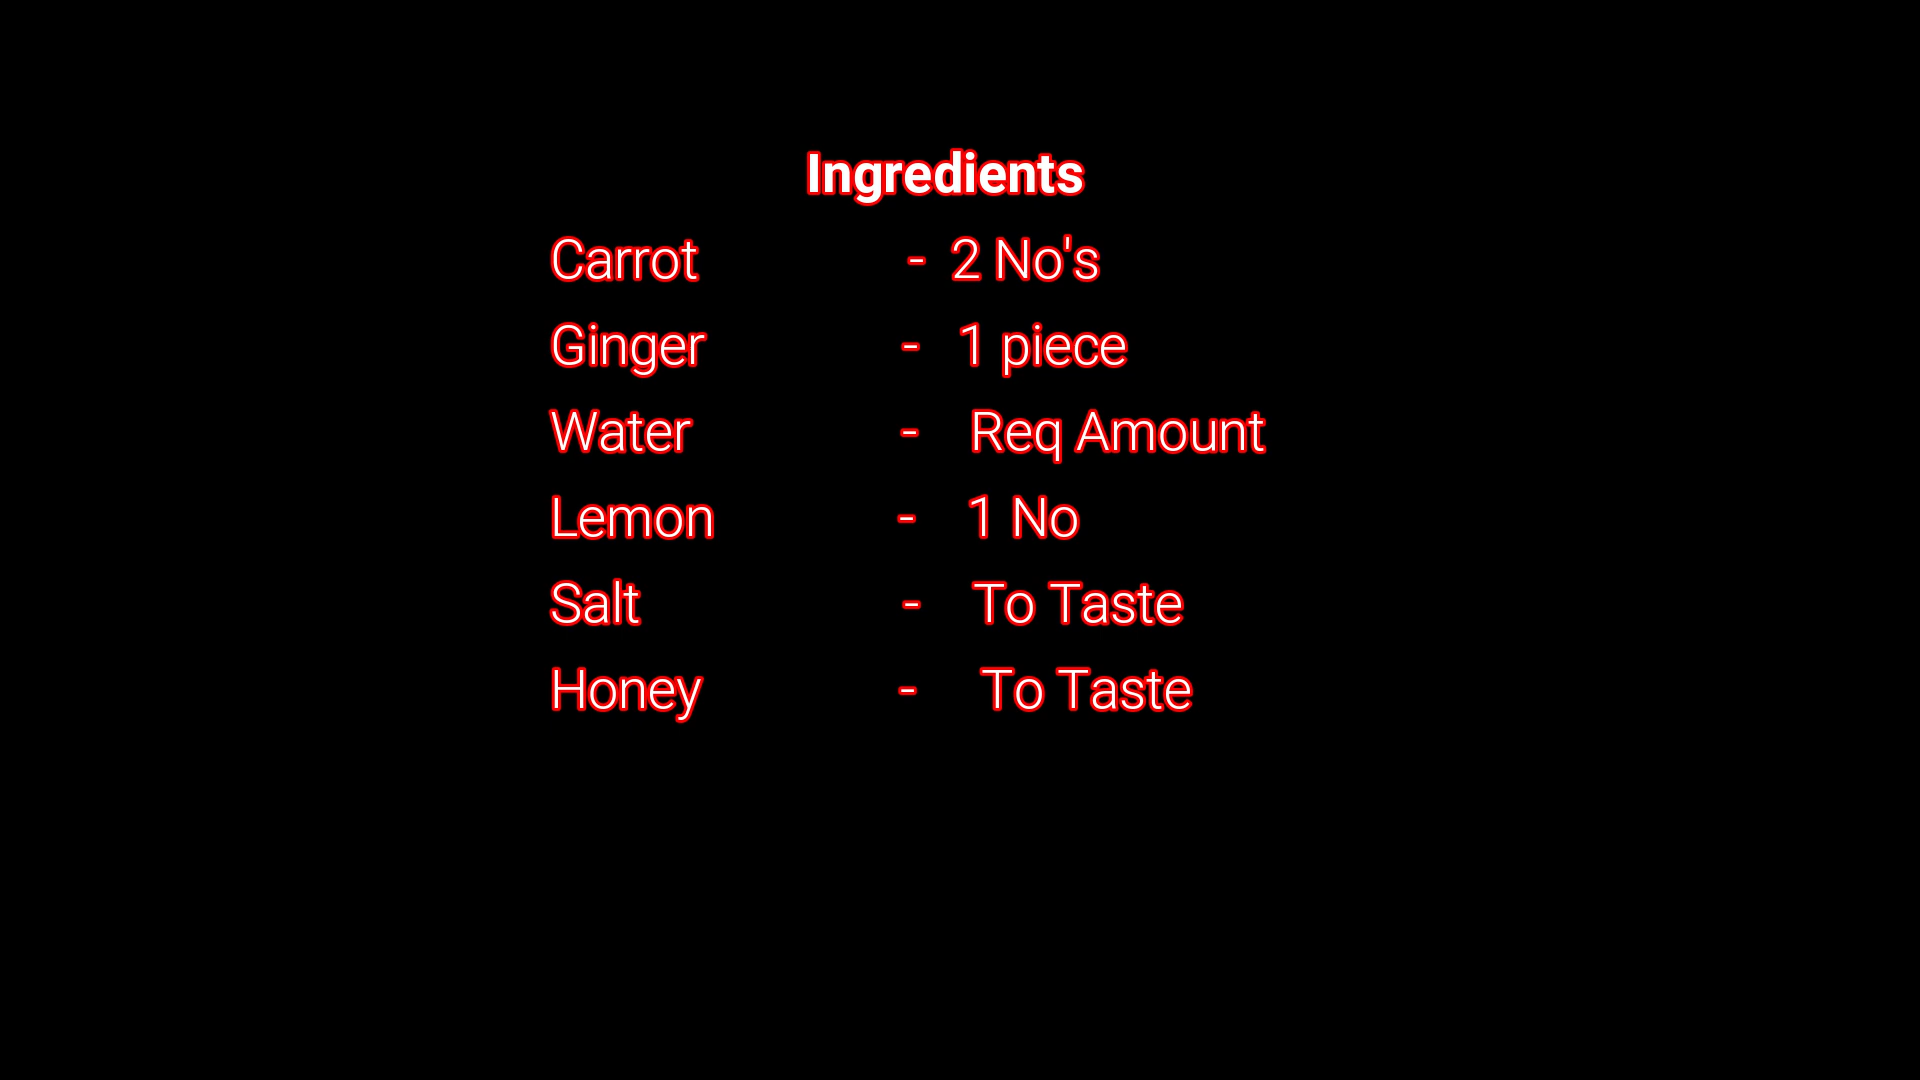 Ingredients
Carrot - 2 No's
Ginger - 1 piece
Water - Req Amount
Lemon - 1 No
Salt - To Taste
Honey - To Taste